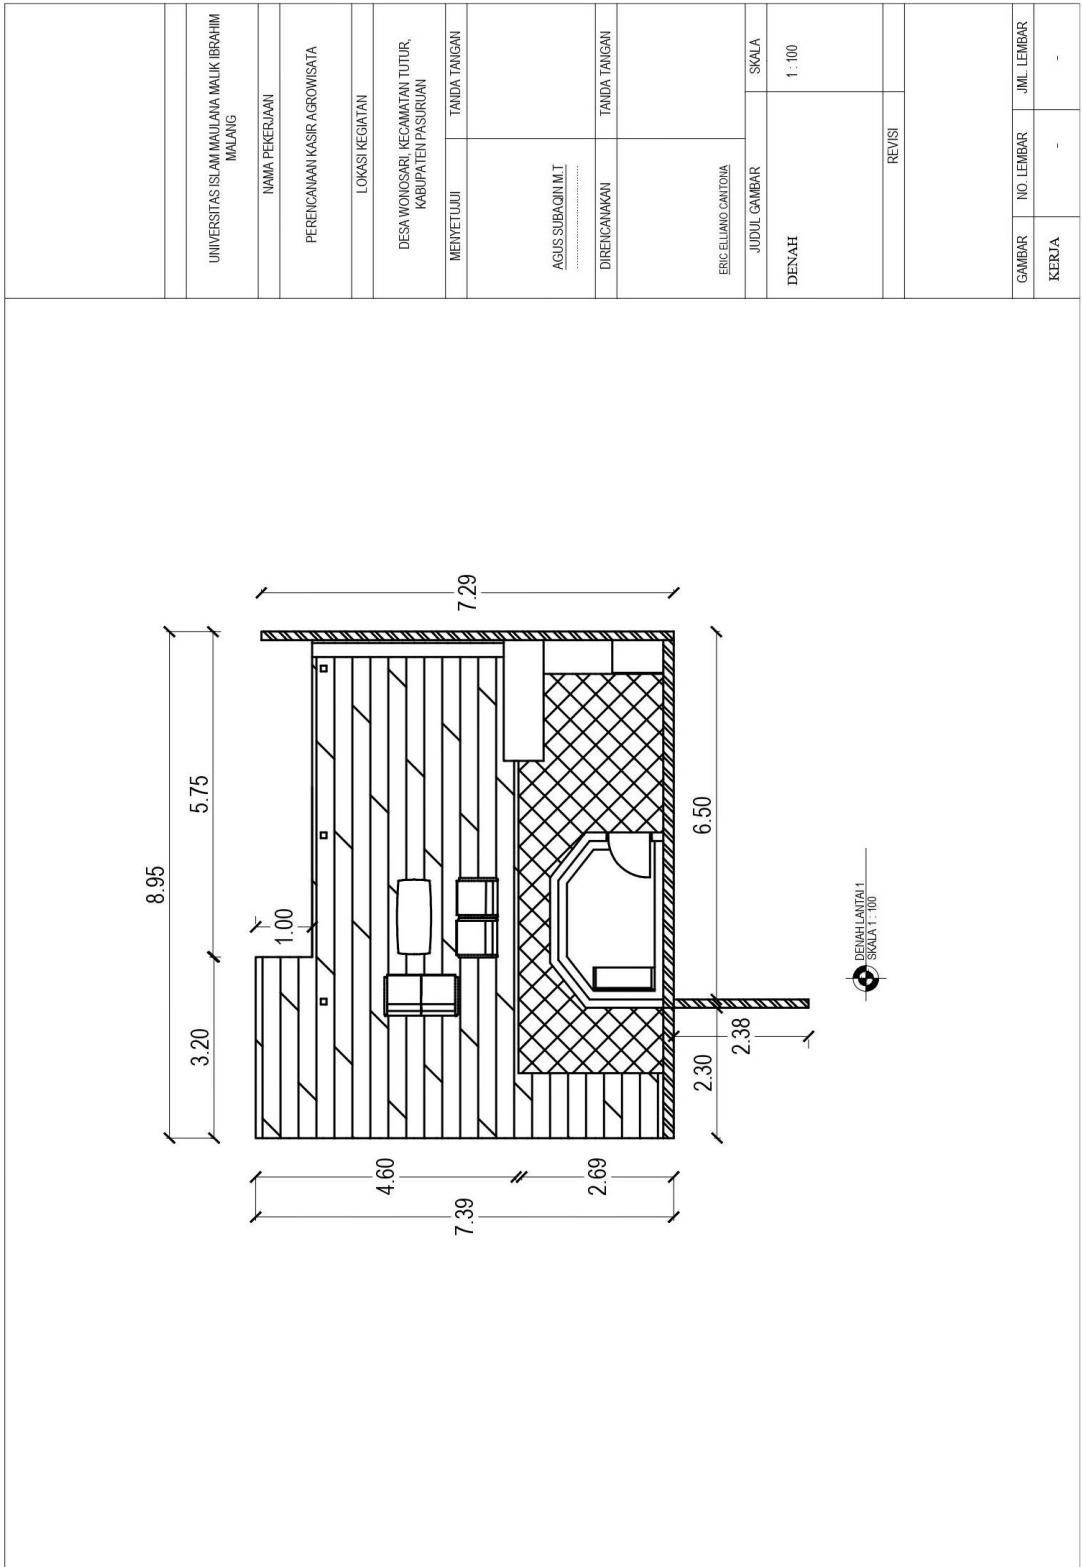 UNIVERSITAS ISLAM MAULANA MALIK IBRAHIM
MALANG
NAMA PEKERJAAN
PERENCANAAN KASIR AGROWISATA
LOKASI KEGIATAN
DESA WONOSARI, KECAMATAN TUTUR,
KABUPATEN PASURUAN
MENYETUJUI TANDA TANGAN
AGUS SUBAQIN M.T
DIRENCANAKAN TANDA TANGAN
ERIC ELLIANO CANTONA
JUDUL GAMBAR SKALA
DENAH 1 : 100
REVISI
GAMBAR NO. LEMBAR JML. LEMBAR
KERJA - -
8.95
3.20 5.75
1.00
7.39
4.60
2.69
7.29
2.30 6.50
2.38
DENAH LANTAI 1
SKALA 1 : 100